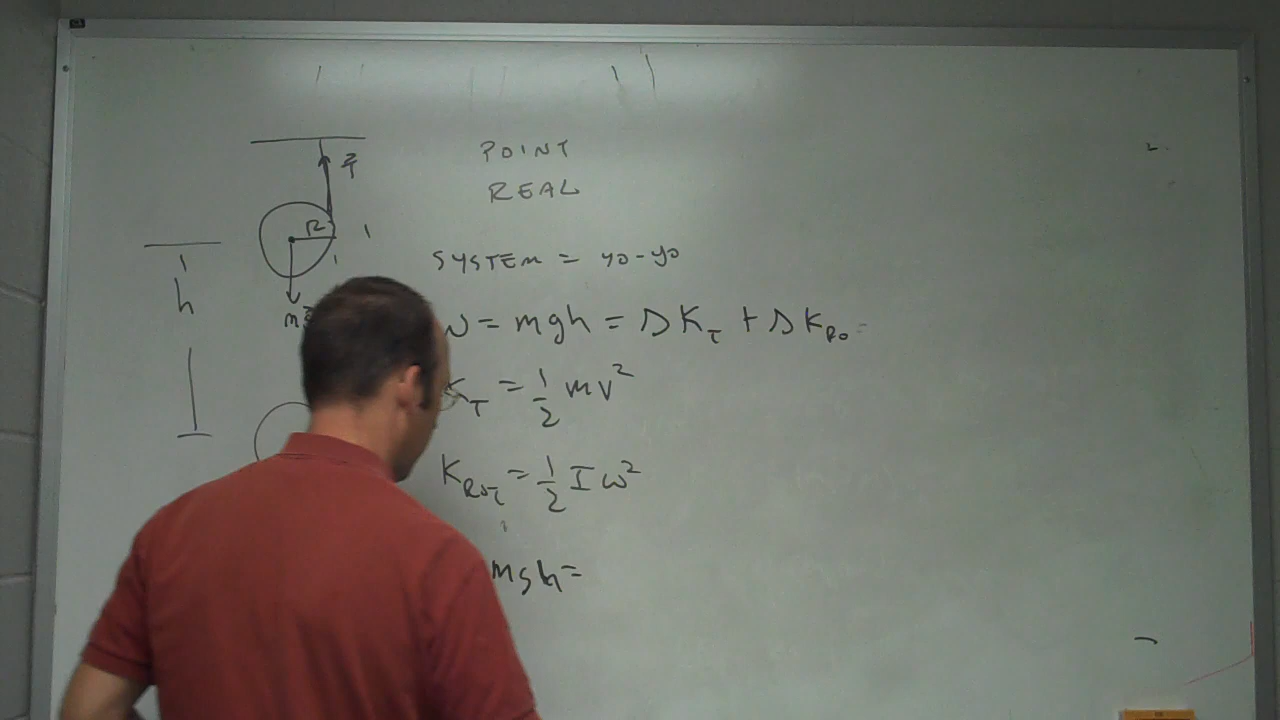 POINT
REAL
T
R
SYSTEM = YO-YO
h
W = mgh = ΔK_T + ΔK_Ro
K_T = 1/2 mv²
K_ROT = 1/2 Iω²
mgh =